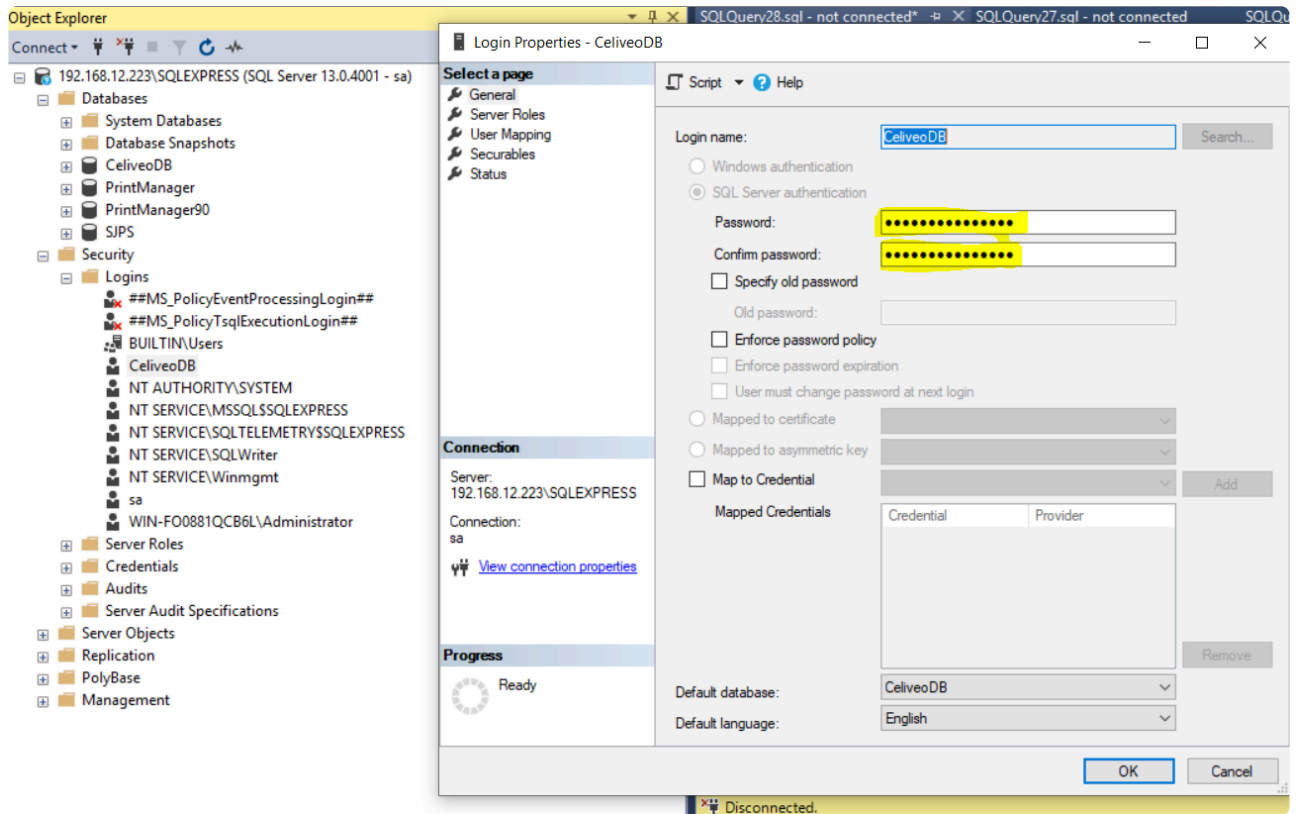 Object Explorer
Connect
192.168.12.223\SQLEXPRESS (SQL Server 13.0.4001 - sa)
Databases
System Databases
Database Snapshots
CeliveoDB
PrintManager
PrintManager90
SJPS
Security
Logins
##MS_PolicyEventProcessingLogin##
##MS_PolicyTsqlExecutionLogin##
BUILTIN\Users
CeliveoDB
NT AUTHORITY\SYSTEM
NT SERVICE\MSSQL$SQLEXPRESS
NT SERVICE\SQLTELEMETRY$SQLEXPRESS
NT SERVICE\SQLWriter
NT SERVICE\Winmgmt
sa
WIN-FO0881QCB6L\Administrator
Server Roles
Credentials
Audits
Server Audit Specifications
Server Objects
Replication
PolyBase
Management
SQLQuery28.sql - not connected*
SQLQuery27.sql - not connected
SQLQu
Login Properties - CeliveoDB
Select a page
General
Server Roles
User Mapping
Securables
Status
Connection
Server:
192.168.12.223\SQLEXPRESS
Connection:
sa
View connection properties
Progress
Ready
Script
Help
Login name: CeliveoDB Search...
Windows authentication
SQL Server authentication
Password: ●●●●●●●●●●●●●●●
Confirm password: ●●●●●●●●●●●●●●●
Specify old password
Old password:
Enforce password policy
Enforce password expiration
User must change password at next login
Mapped to certificate
Mapped to asymmetric key
Map to Credential Add
Mapped Credentials Credential Provider
Remove
Default database: CeliveoDB
Default language: English
OK Cancel
Disconnected.